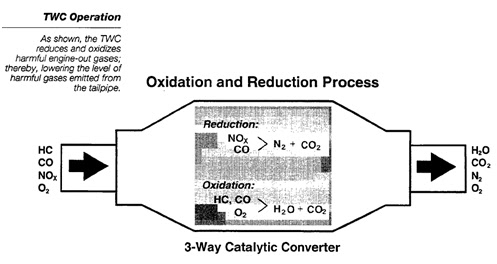 TWC Operation
As shown, the TWC
reduces and oxidizes
harmful engine-out gases;
thereby, lowering the level of
harmful gases emitted from
the tailpipe.
Oxidation and Reduction Process
HC
CO
NOX
O2
Reduction:
NOX
CO > N2 + CO2
Oxidation:
HC, CO
O2 > H2O + CO2
H2O
CO2
N2
O2
3-Way Catalytic Converter